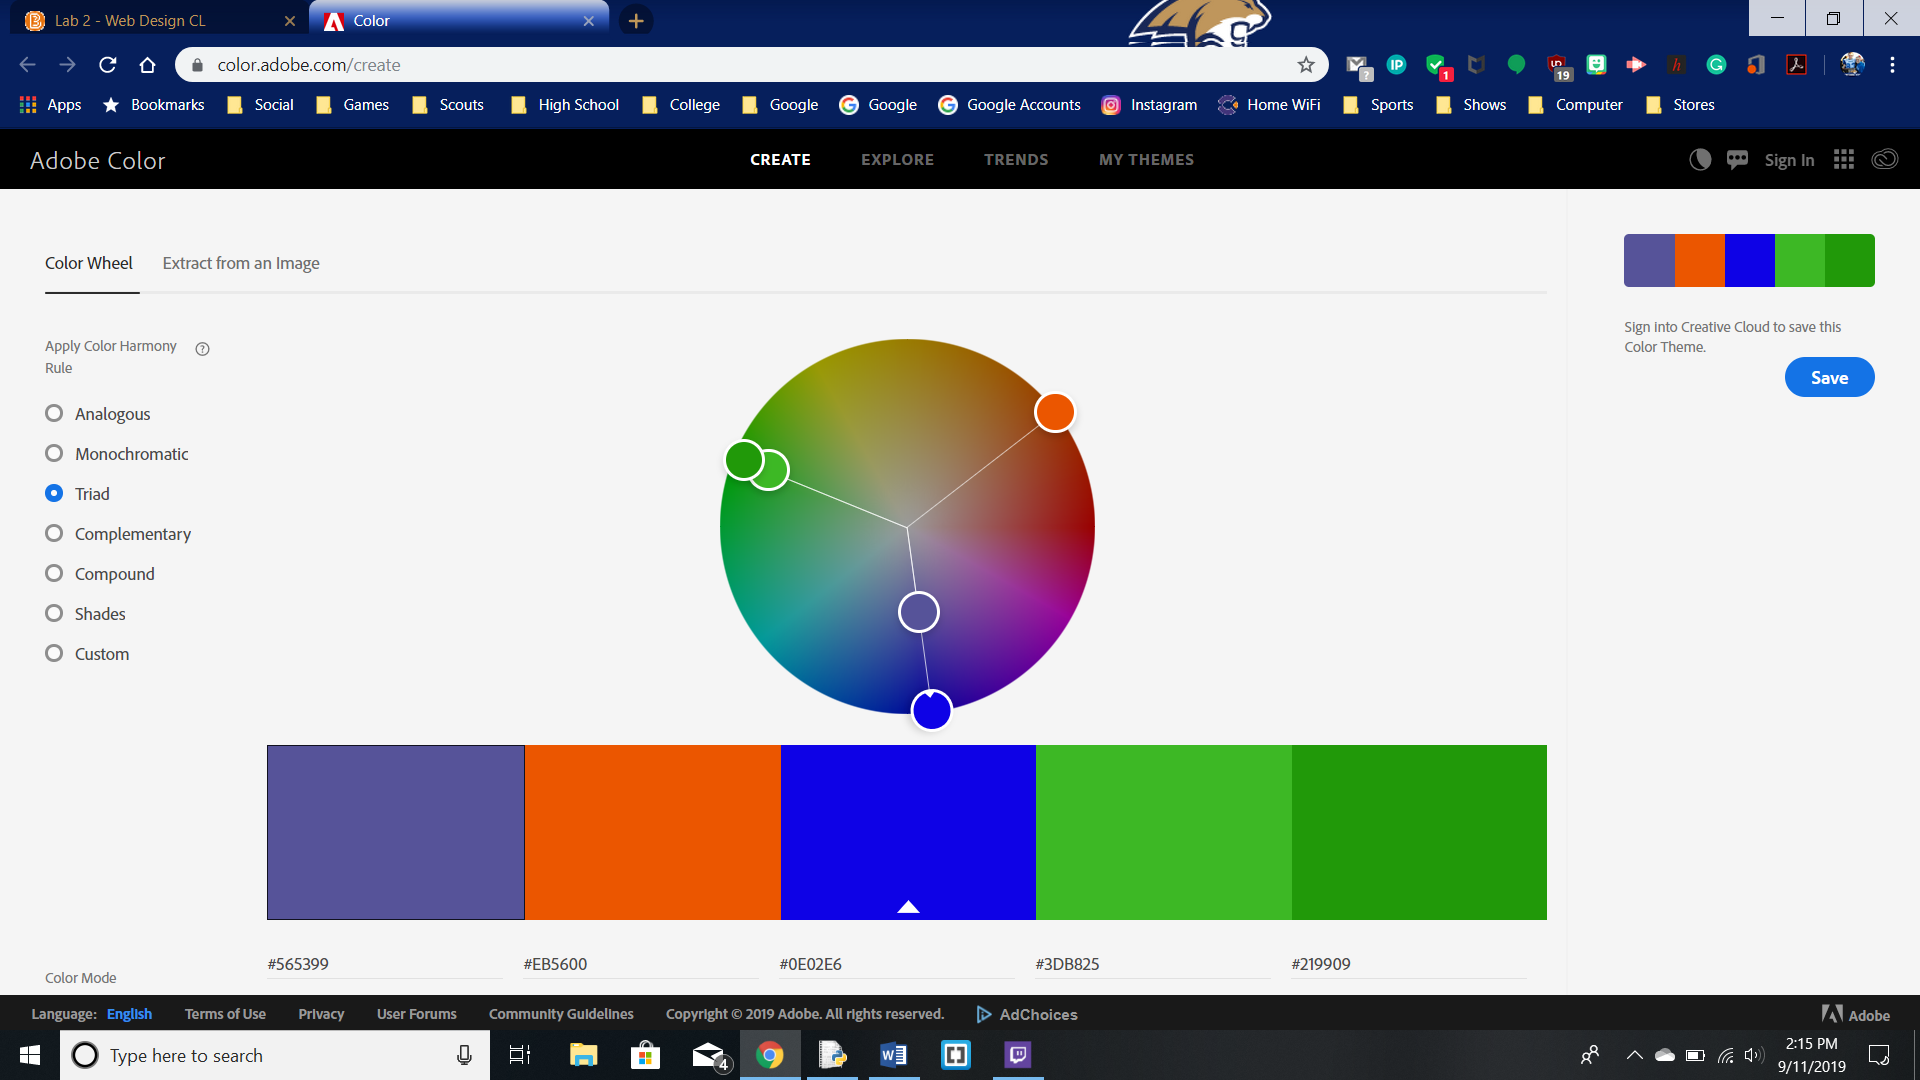 Lab 2 - Web Design CL
Color
color.adobe.com/create
? IP 1 19 h
Apps Bookmarks Social Games Scouts High School College Google Google Google Accounts Instagram Home WiFi Sports Shows Computer Stores
Adobe Color CREATE EXPLORE TRENDS MY THEMES Sign In
Color Wheel Extract from an Image
Sign into Creative Cloud to save this
Color Theme.
Save
Apply Color Harmony
Rule
Analogous
Monochromatic
Triad
Complementary
Compound
Shades
Custom
#565399 #EB5600 #0E02E6 #3DB825 #219909
Color Mode
Language: English Terms of Use Privacy User Forums Community Guidelines Copyright © 2019 Adobe. All rights reserved. AdChoices Adobe
Type here to search
4
2:15 PM
9/11/2019